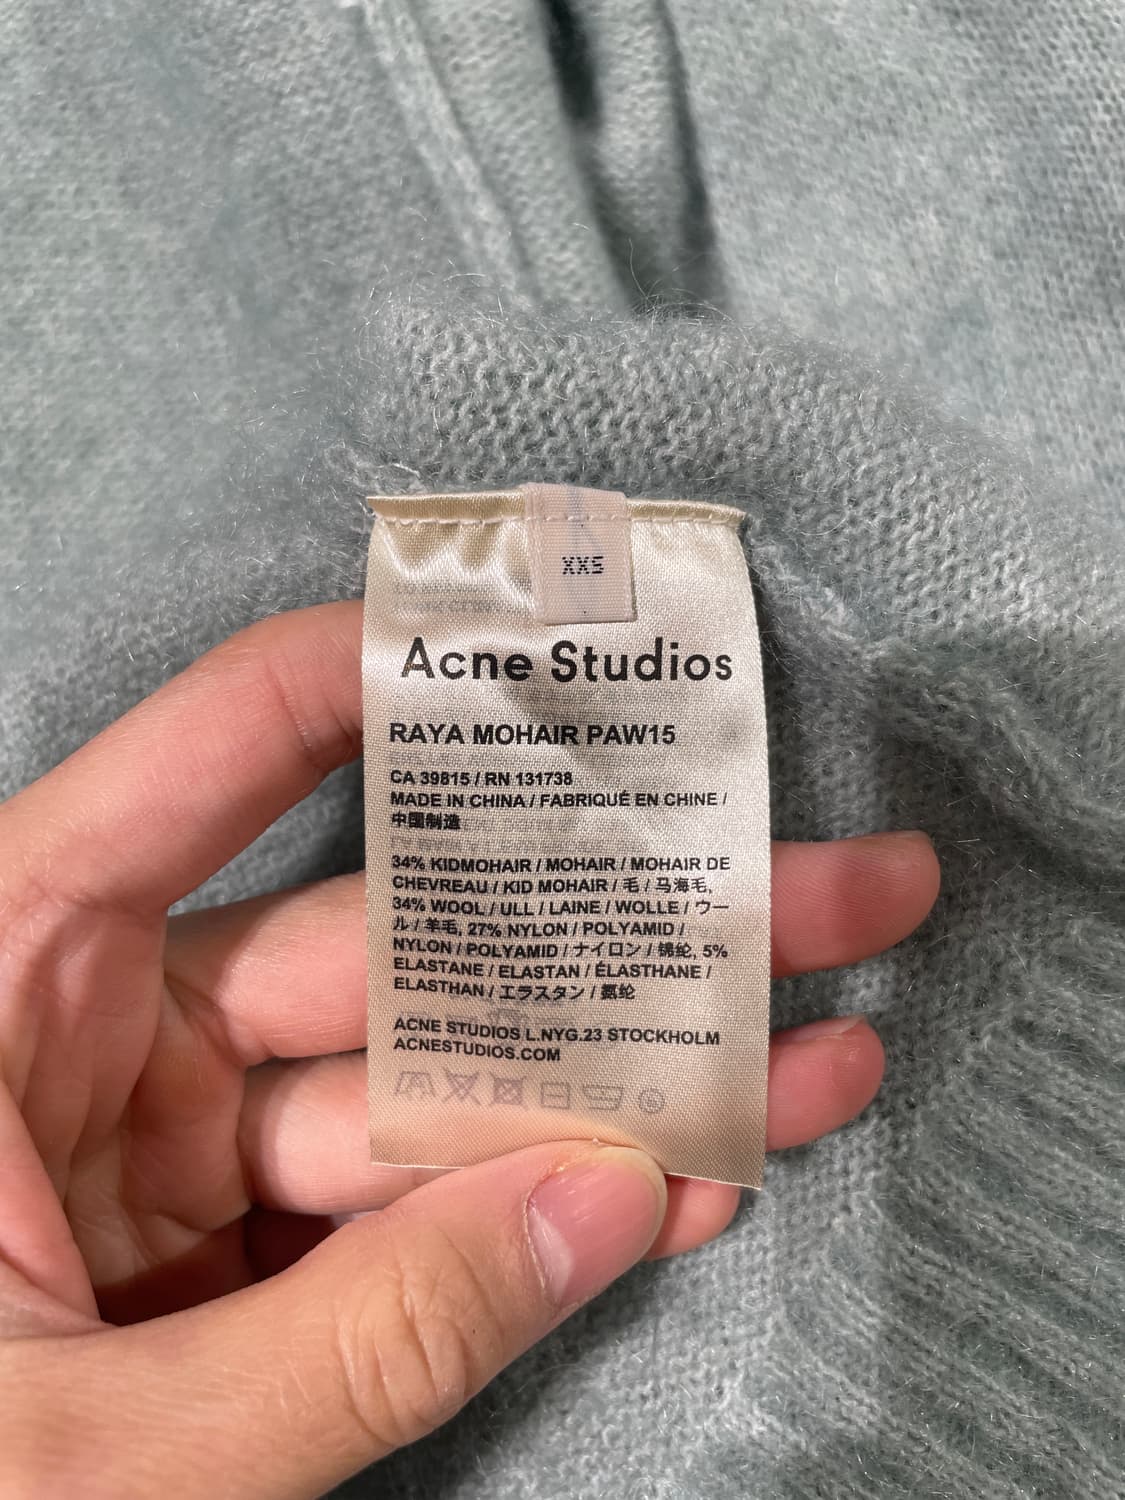 XXS
Acne Studios
RAYA MOHAIR PAW15
CA 39815 / RN 131738
MADE IN CHINA / FABRIQUÉ EN CHINE /
中国制造
34% KIDMOHAIR / MOHAIR / MOHAIR DE
CHEVREAU / KID MOHAIR / 毛 / 马海毛,
34% WOOL / ULL / LAINE / WOLLE / ウー
ル / 羊毛, 27% NYLON / POLYAMID /
NYLON / POLYAMID / ナイロン / 锦纶, 5%
ELASTANE / ELASTAN / ÉLASTHANE /
ELASTHAN / エラスタン / 氨纶
ACNE STUDIOS L.NYG.23 STOCKHOLM
ACNESTUDIOS.COM